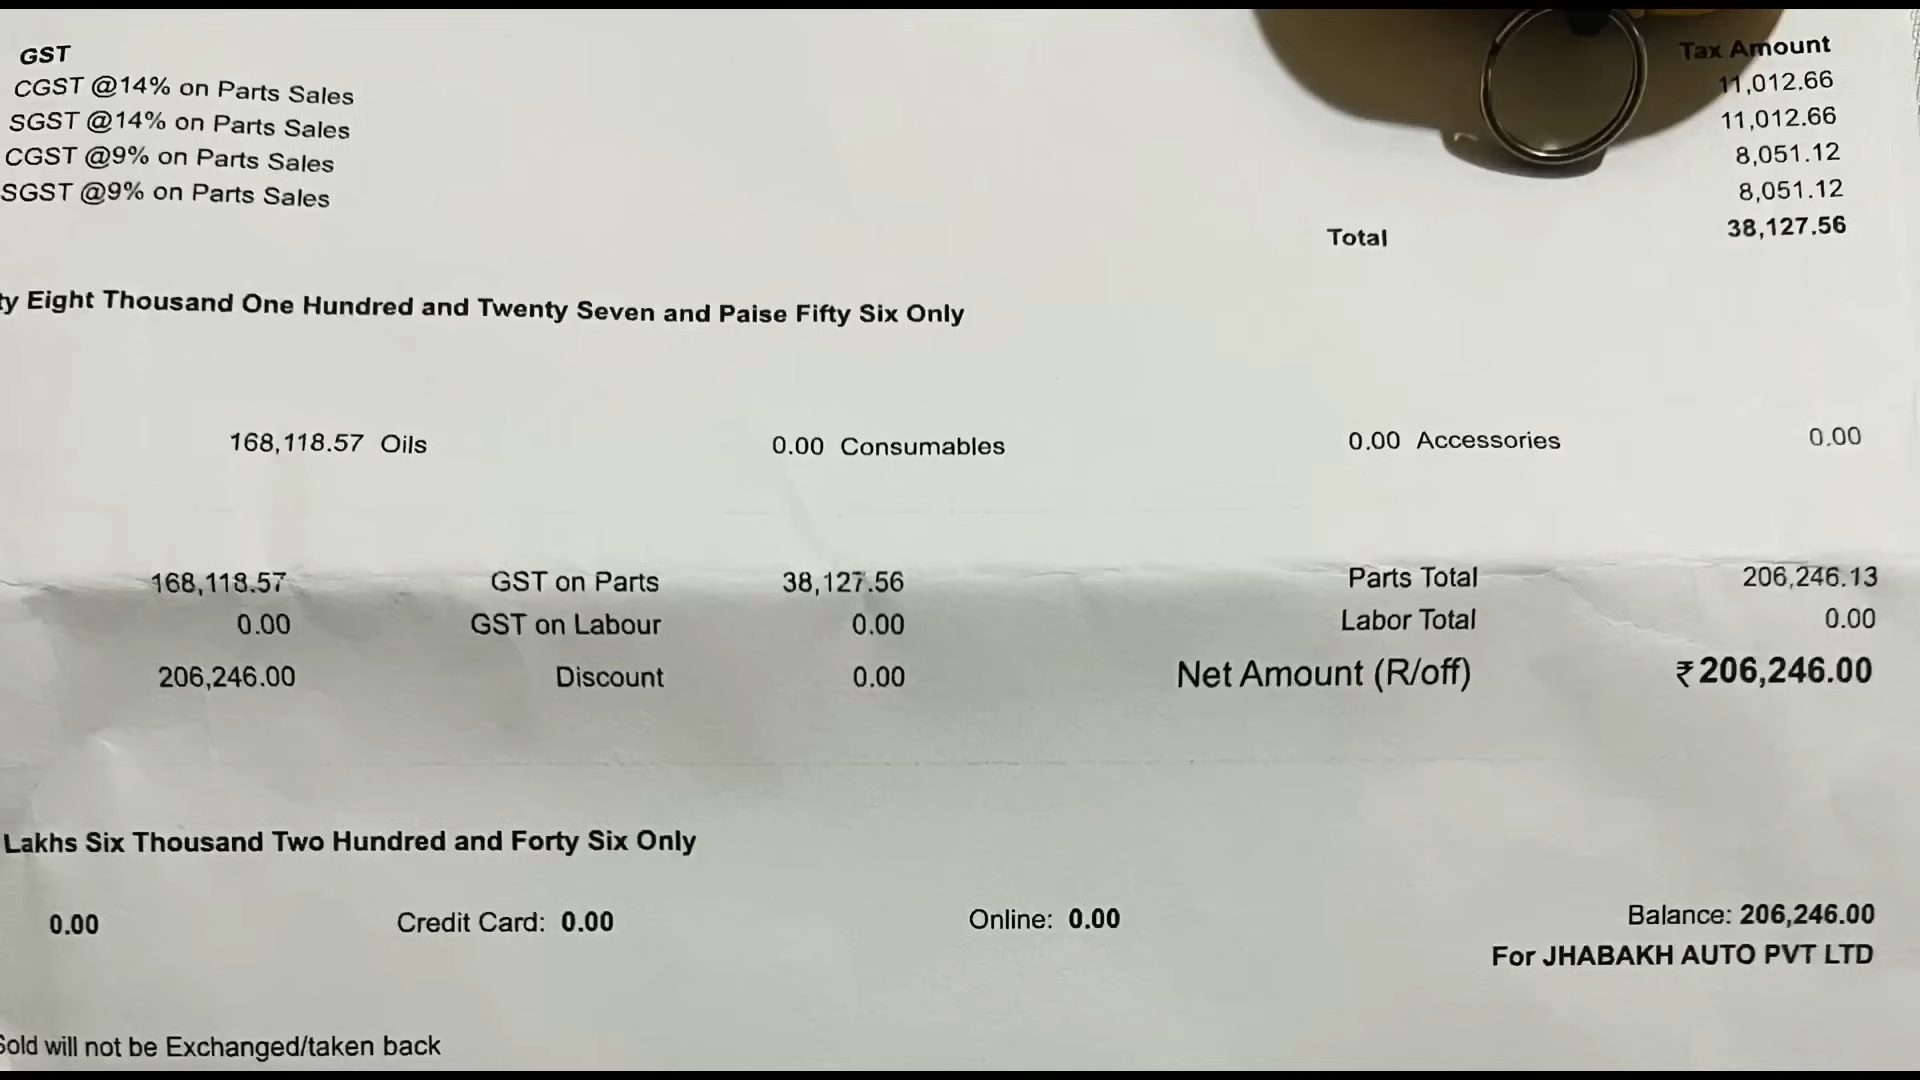 GST Tax Amount
CGST @14% on Parts Sales 11,012.66
SGST @14% on Parts Sales 11,012.66
CGST @9% on Parts Sales 8,051.12
SGST @9% on Parts Sales 8,051.12
Total 38,127.56
Eight Thousand One Hundred and Twenty Seven and Paise Fifty Six Only
168,118.57 Oils 0.00 Consumables 0.00 Accessories 0.00
168,118.57 GST on Parts 38,127.56 Parts Total 206,246.13
0.00 GST on Labour 0.00 Labor Total 0.00
206,246.00 Discount 0.00 Net Amount (R/off) ₹206,246.00
Lakhs Six Thousand Two Hundred and Forty Six Only
0.00 Credit Card: 0.00 Online: 0.00 Balance: 206,246.00
For JHABAKH AUTO PVT LTD
Sold will not be Exchanged/taken back